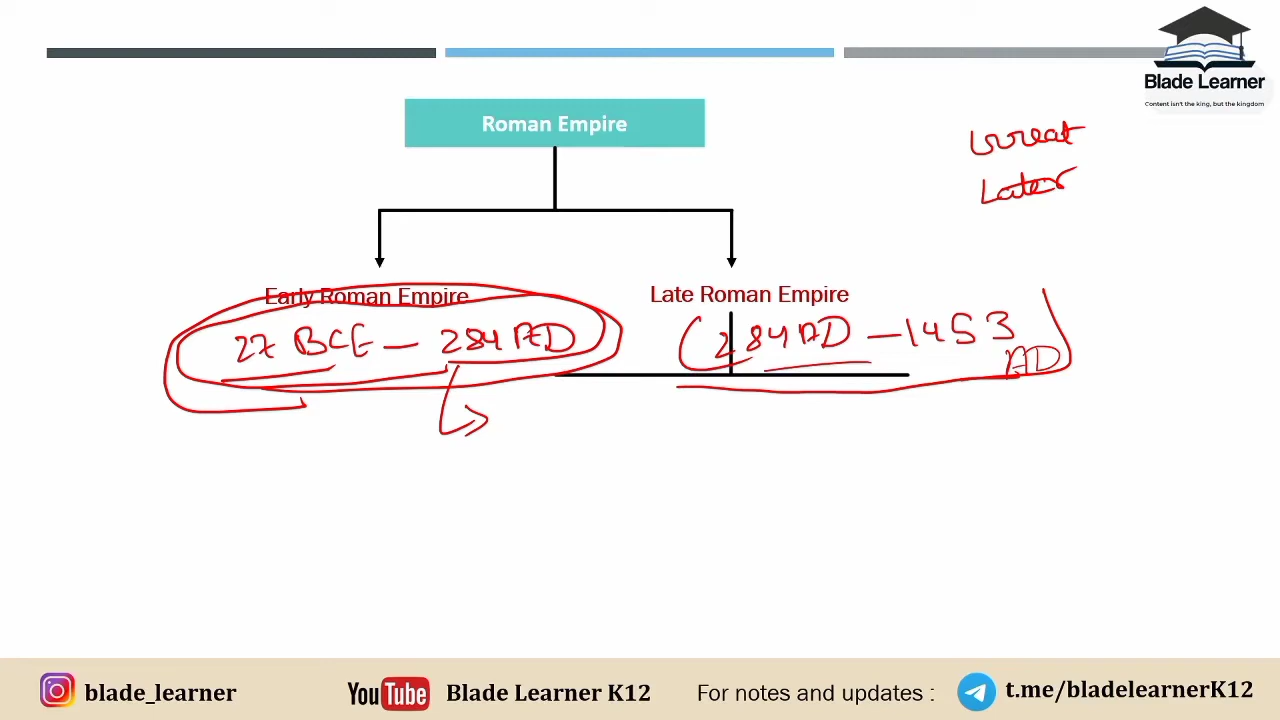 Blade Learner
Content isn't the king, but the kingdom
Roman Empire
Great
Later
Early Roman Empire
Late Roman Empire
27 BCE — 284 AD
(284 AD — 1453 AD)
blade_learner
YouTube
Blade Learner K12
For notes and updates :
t.me/bladelearnerK12